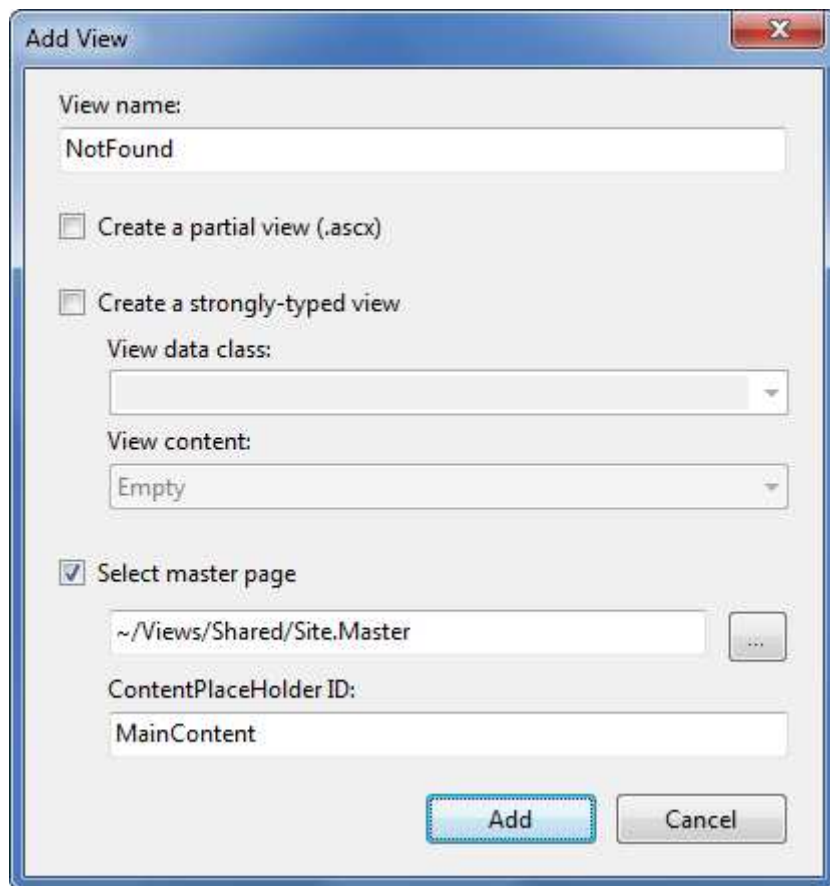 Add View
View name:
NotFound
Create a partial view (.ascx)
Create a strongly-typed view
View data class:
View content:
Empty
Select master page
~/Views/Shared/Site.Master
...
ContentPlaceHolder ID:
MainContent
Add
Cancel